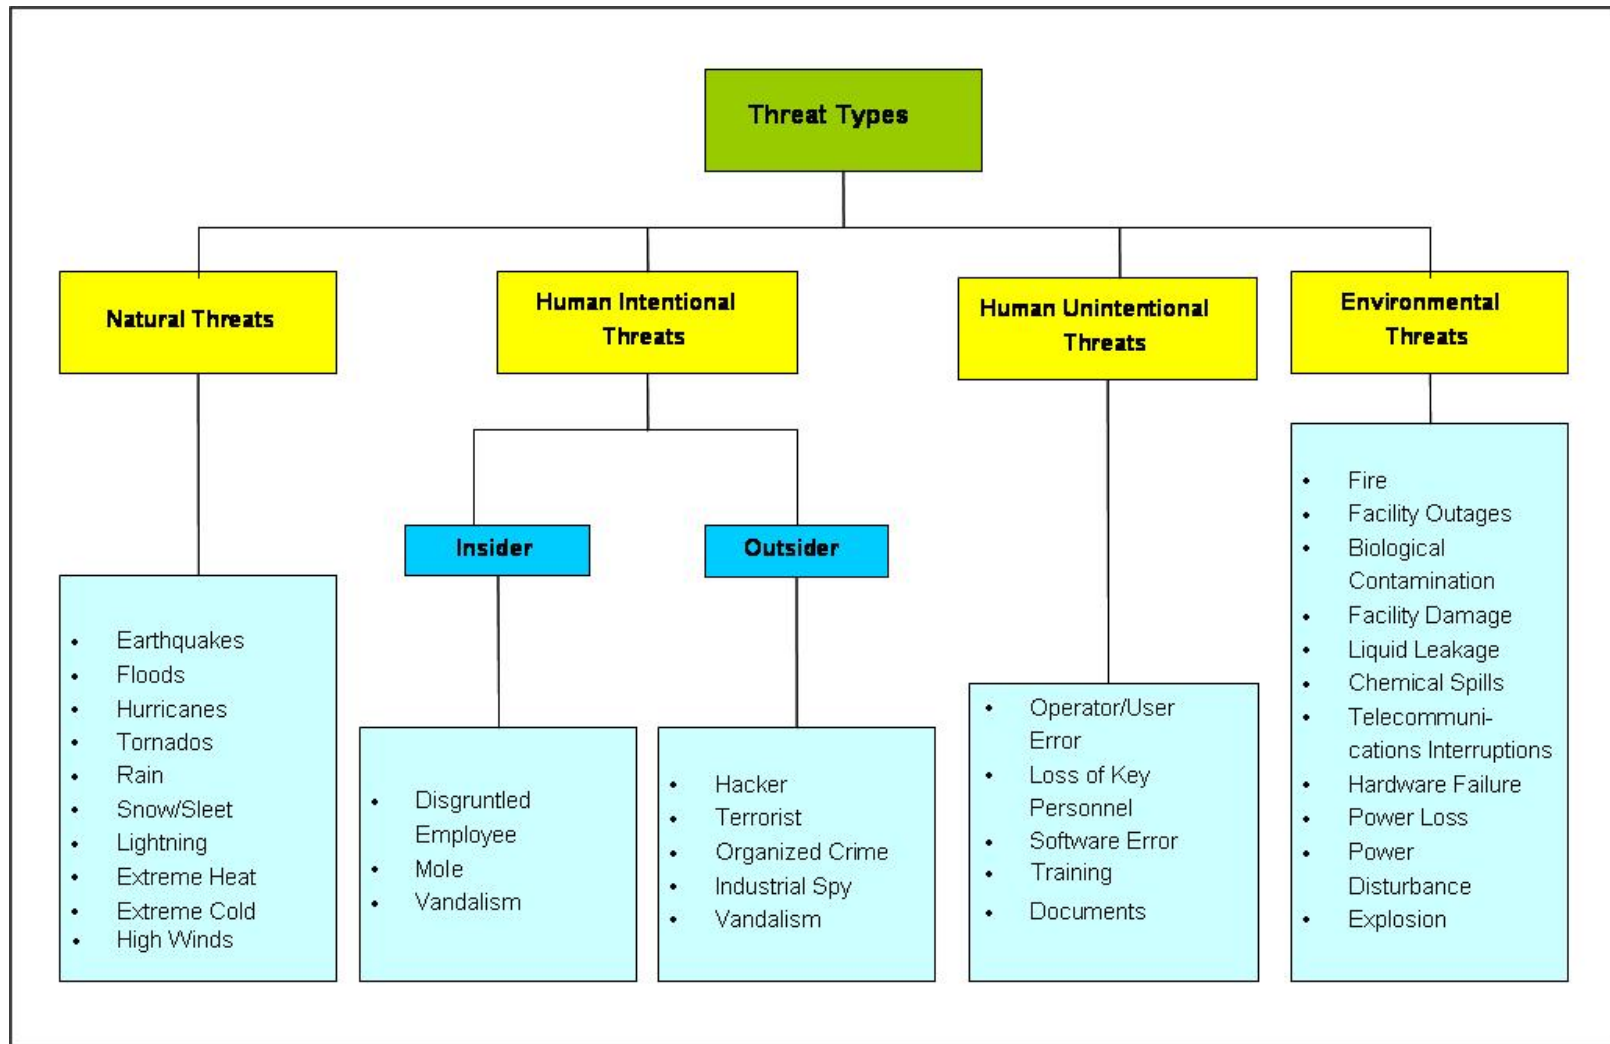 Threat Types
Natural Threats
Human Intentional
Threats
Human Unintentional
Threats
Environmental
Threats
Insider
Outsider
• Earthquakes
• Floods
• Hurricanes
• Tornados
• Rain
• Snow/Sleet
• Lightning
• Extreme Heat
• Extreme Cold
• High Winds
• Disgruntled
Employee
• Mole
• Vandalism
• Hacker
• Terrorist
• Organized Crime
• Industrial Spy
• Vandalism
• Operator/User
Error
• Loss of Key
Personnel
• Software Error
• Training
• Documents
• Fire
• Facility Outages
• Biological
Contamination
• Facility Damage
• Liquid Leakage
• Chemical Spills
• Telecommuni-
cations Interruptions
• Hardware Failure
• Power Loss
• Power
Disturbance
• Explosion